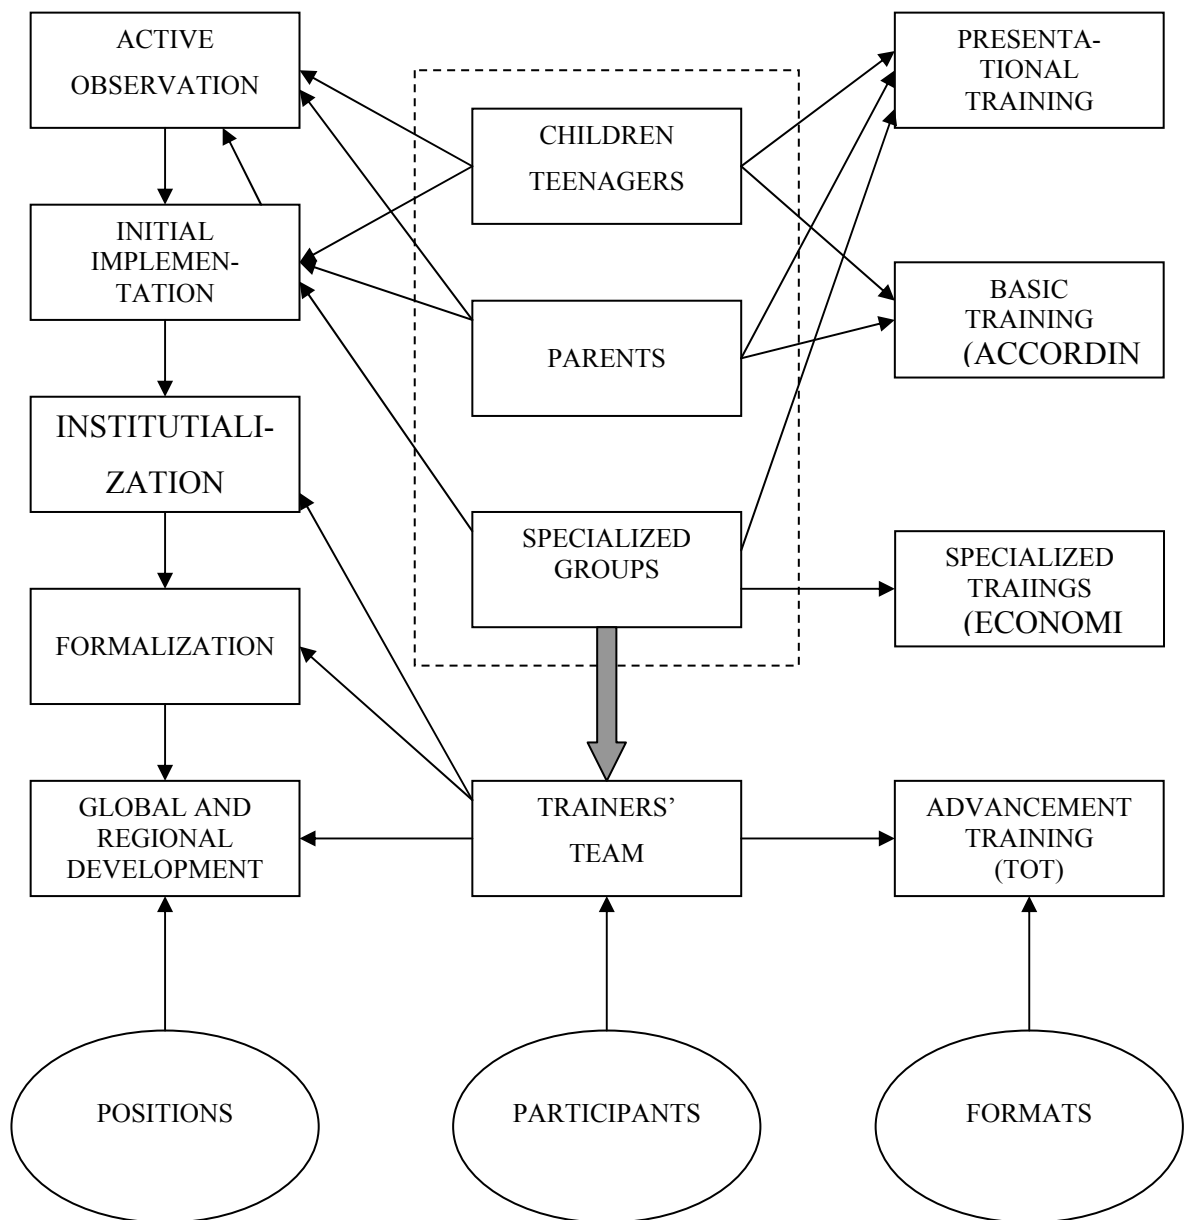 ACTIVE
OBSERVATION
INITIAL
IMPLEMEN-
TATION
INSTITUTIALI-
ZATION
FORMALIZATION
GLOBAL AND
REGIONAL
DEVELOPMENT
POSITIONS
CHILDREN
TEENAGERS
PARENTS
SPECIALIZED
GROUPS
TRAINERS’
TEAM
PARTICIPANTS
PRESENTA-
TIONAL
TRAINING
BASIC
TRAINING
(ACCORDIN
SPECIALIZED
TRAIINGS
(ECONOMI
ADVANCEMENT
TRAINING
(TOT)
FORMATS